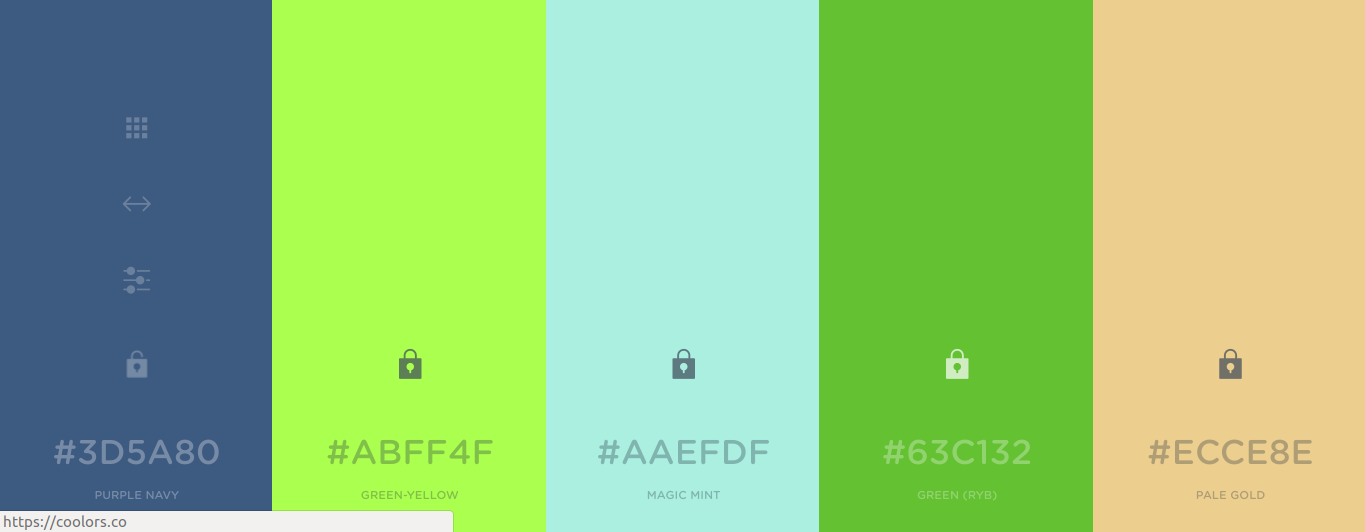 #3D5A80 #ABFF4F #AAEFDF #63C132 #ECCE8E
PURPLE NAVY GREEN-YELLOW MAGIC MINT GREEN (RYB) PALE GOLD
https://coolors.co